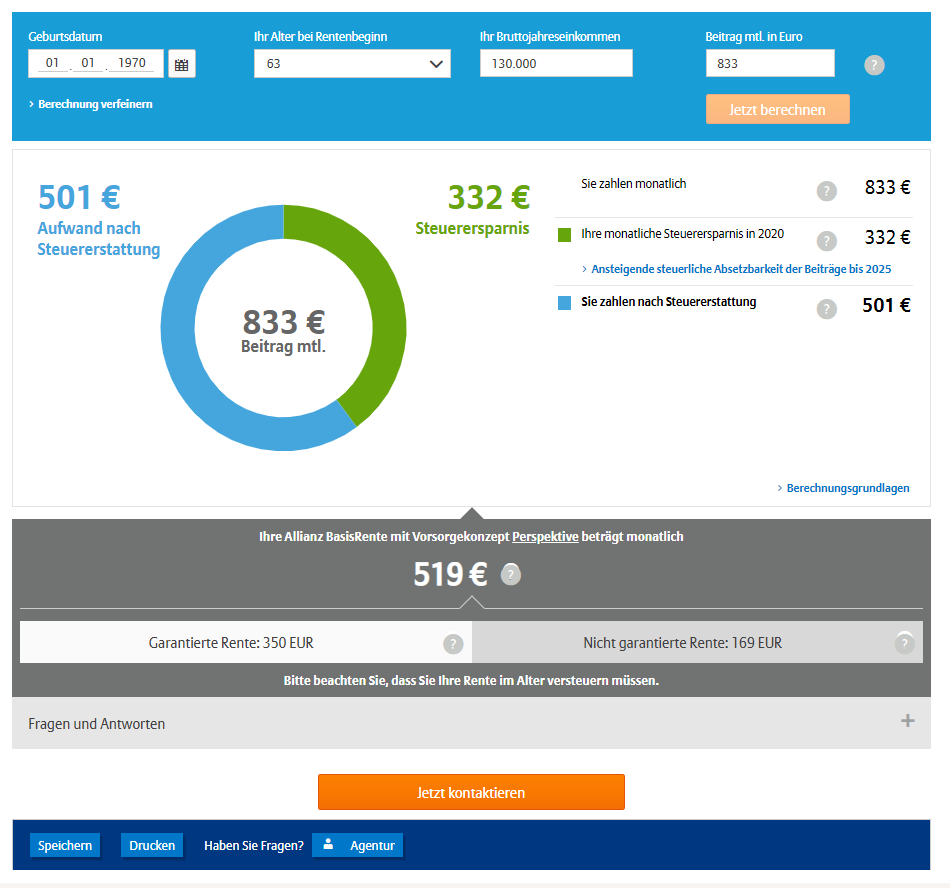 Geburtsdatum
Ihr Alter bei Rentenbeginn
Ihr Bruttojahreseinkommen
Beitrag mtl. in Euro
01 . 01 . 1970
63
130.000
833
?
› Berechnung verfeinern
Jetzt berechnen
501 €
Aufwand nach
Steuererstattung
332 €
Steuerersparnis
833 €
Beitrag mtl.
Sie zahlen monatlich ? 833 €
Ihre monatliche Steuerersparnis in 2020 ? 332 €
› Ansteigende steuerliche Absetzbarkeit der Beiträge bis 2025
Sie zahlen nach Steuererstattung ? 501 €
› Berechnungsgrundlagen
Ihre Allianz BasisRente mit Vorsorgekonzept Perspektive beträgt monatlich
519 € ?
Garantierte Rente: 350 EUR ?
Nicht garantierte Rente: 169 EUR ?
Bitte beachten Sie, dass Sie Ihre Rente im Alter versteuern müssen.
Fragen und Antworten +
Jetzt kontaktieren
Speichern Drucken Haben Sie Fragen? Agentur